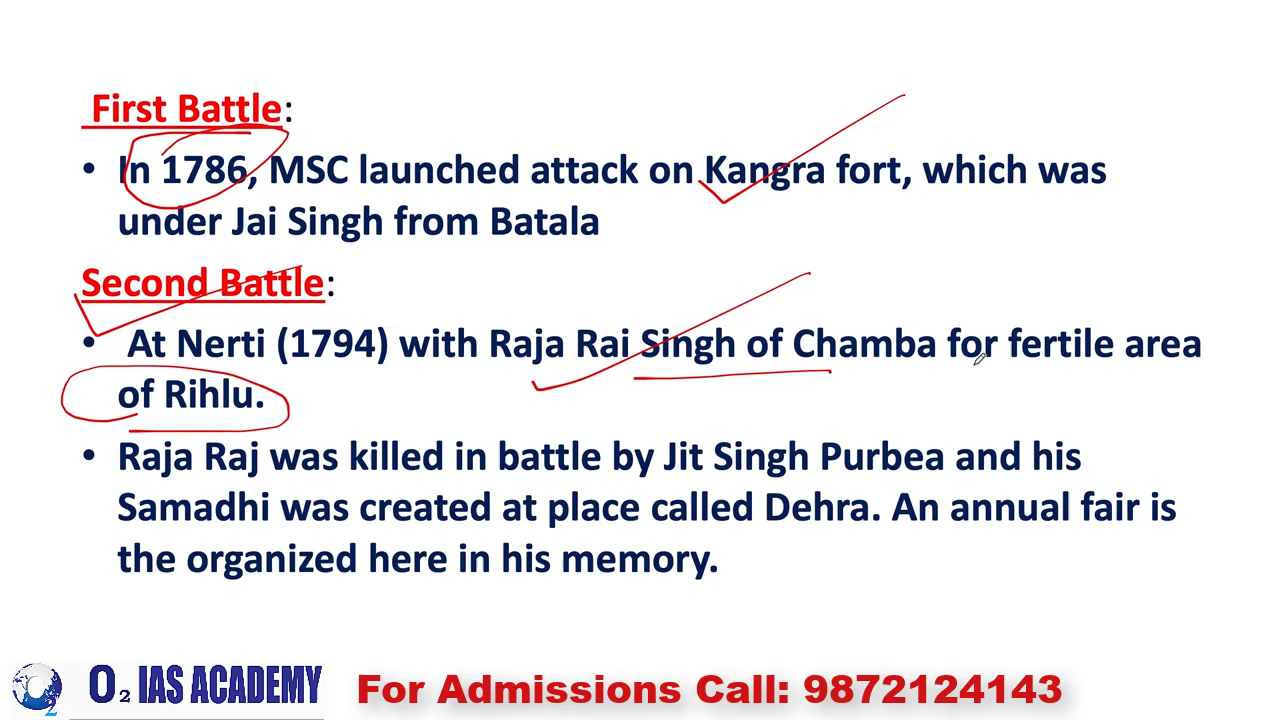 First Battle:
• In 1786, MSC launched attack on Kangra fort, which was
under Jai Singh from Batala
Second Battle:
• At Nerti (1794) with Raja Rai Singh of Chamba for fertile area
of Rihlu.
• Raja Raj was killed in battle by Jit Singh Purbea and his
Samadhi was created at place called Dehra. An annual fair is
the organized here in his memory.
O2 IAS ACADEMY For Admissions Call: 9872124143